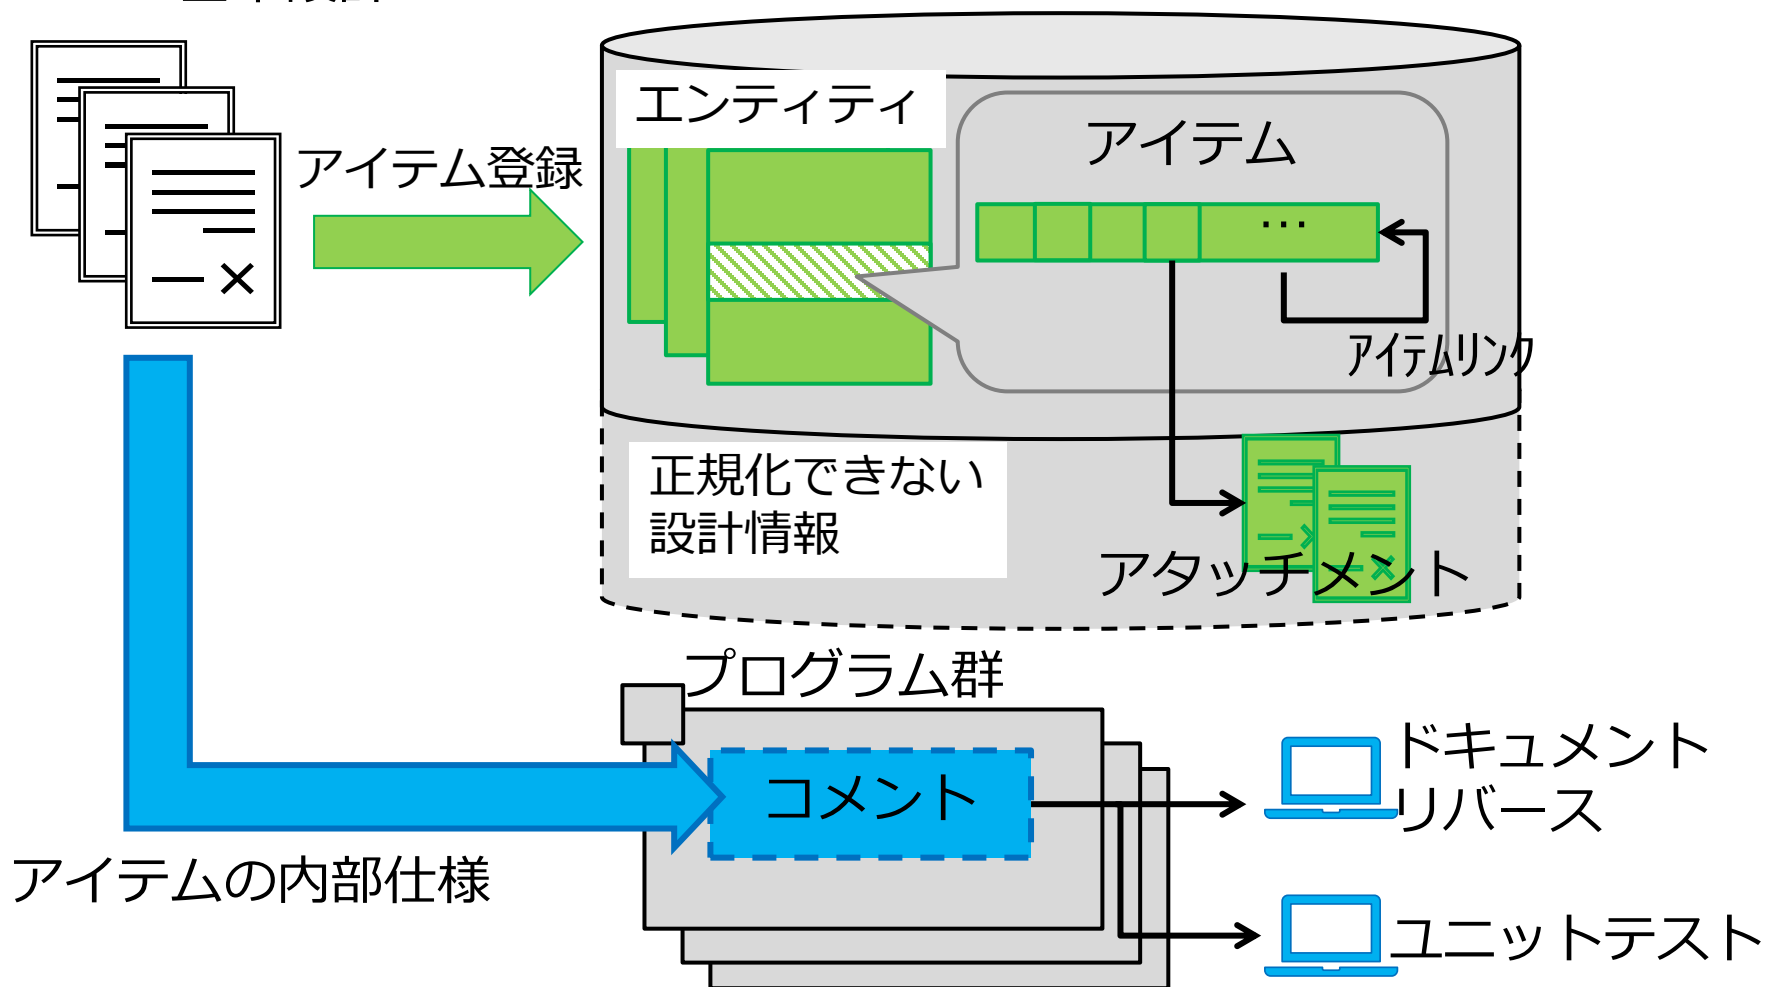 エンティティ
アイテム
アイテム登録
…
アイテムリンク
正規化できない
設計情報
アタッチメント
プログラム群
コメント
ドキュメント
リバース
アイテムの内部仕様
ユニットテスト